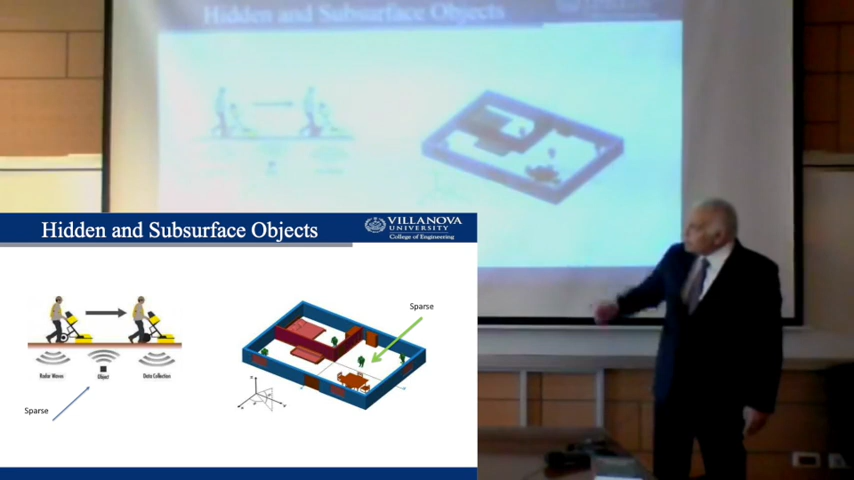 Hidden and Subsurface Objects
Hidden and Subsurface Objects
VILLANOVA
UNIVERSITY
College of Engineering
Sparse
Radar Waves
Object
Data Collection
Sparse